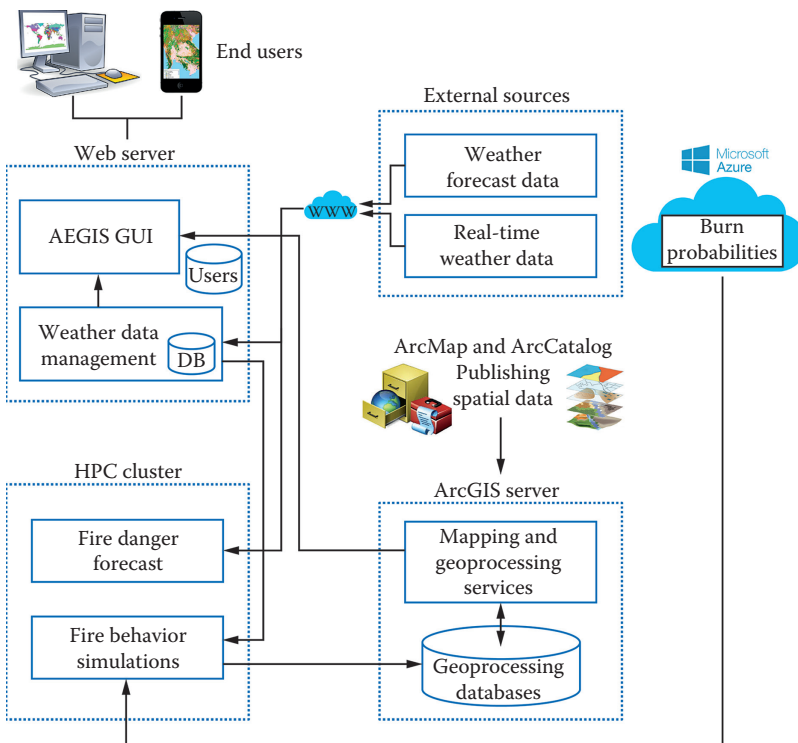 End users
Web server
AEGIS GUI
Users
Weather data
management
DB
External sources
Weather
forecast data
Real-time
weather data
WWW
Microsoft
Azure
Burn
probabilities
ArcMap and ArcCatalog
Publishing
spatial data
HPC cluster
Fire danger
forecast
Fire behavior
simulations
ArcGIS server
Mapping and
geoprocessing
services
Geoprocessing
databases